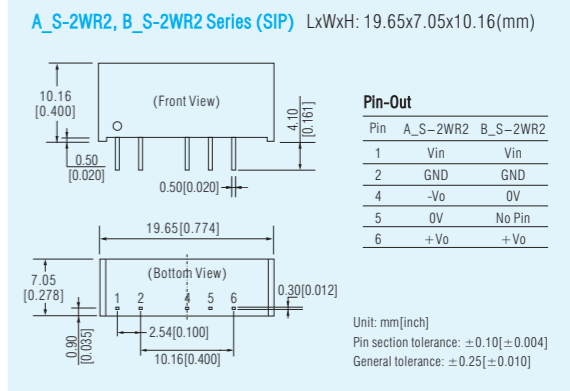 A_S-2WR2, B_S-2WR2 Series (SIP) LxWxH: 19.65x7.05x10.16(mm)
10.16
[0.400]
(Front View)
4.10
[0.161]
0.50
[0.020]
0.50[0.020]
19.65[0.774]
7.05
[0.278]
(Bottom View)
0.30[0.012]
1 2 4 5 6
0.90
[0.035]
2.54[0.100]
10.16[0.400]
Pin-Out
Pin A_S−2WR2 B_S−2WR2
1 Vin Vin
2 GND GND
4 -Vo 0V
5 0V No Pin
6 +Vo +Vo
Unit: mm[inch]
Pin section tolerance: ±0.10[±0.004]
General tolerance: ±0.25[±0.010]